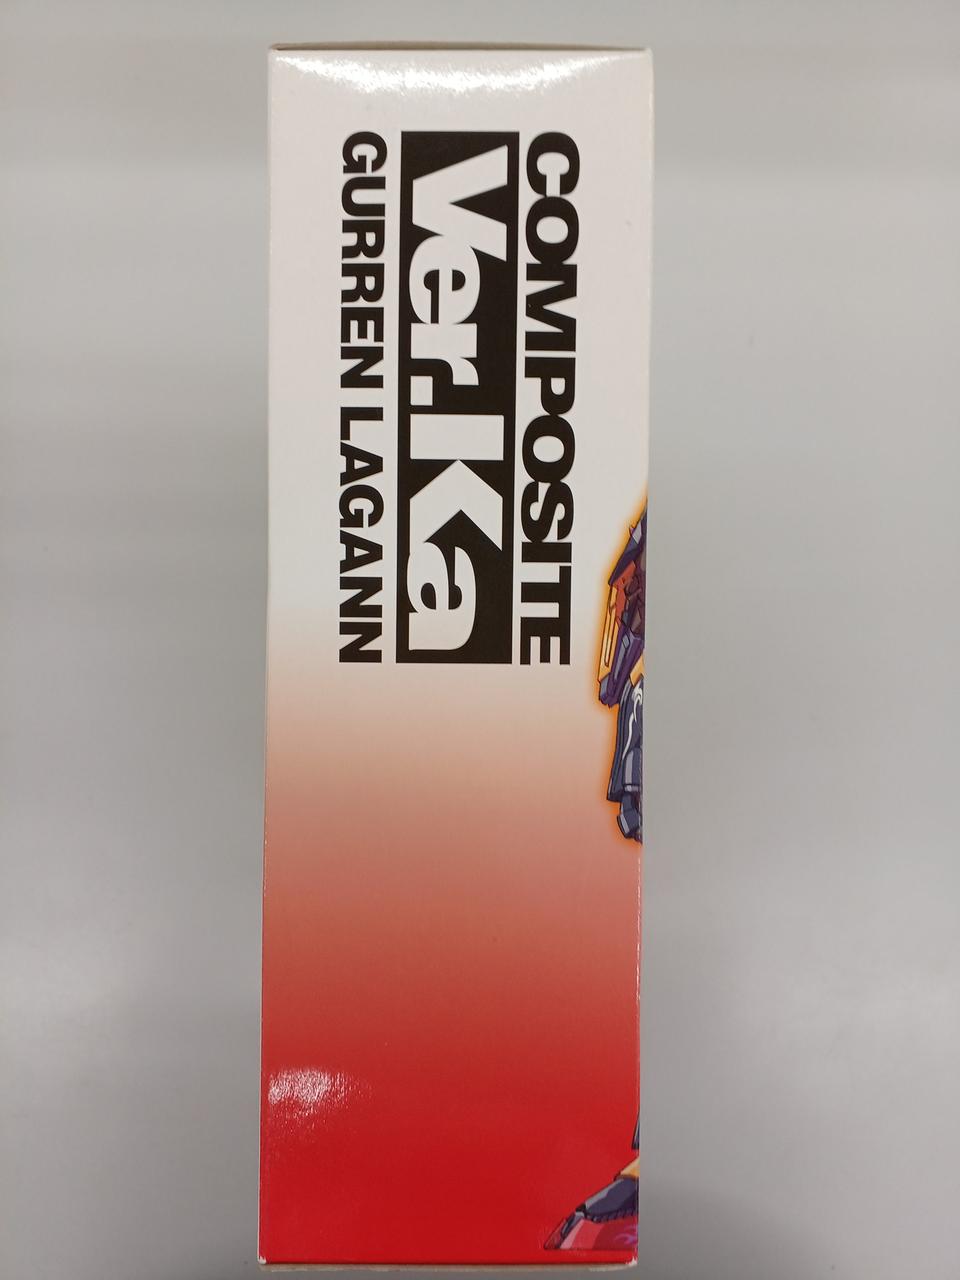 COMPOSITE
Ver.Ka
GURREN LAGANN